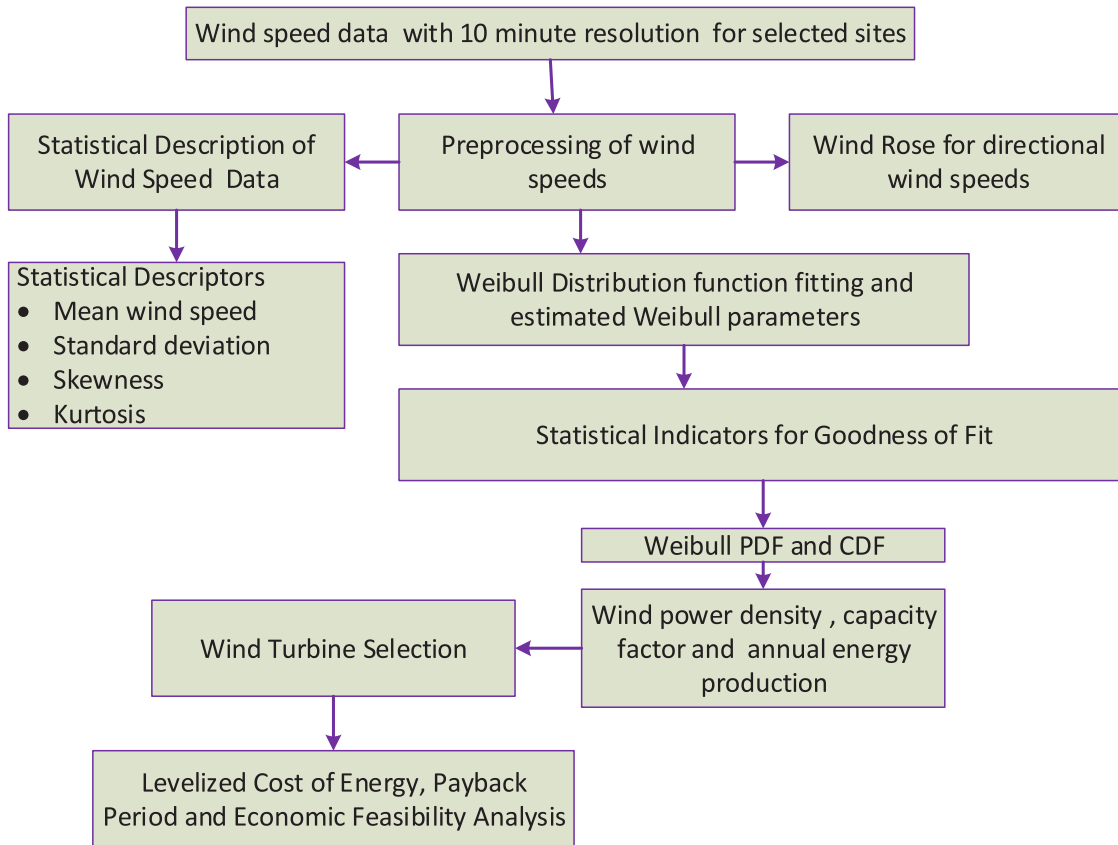 Wind speed data with 10 minute resolution for selected sites
Statistical Description of
Wind Speed Data
Preprocessing of wind
speeds
Wind Rose for directional
wind speeds
Statistical Descriptors
• Mean wind speed
• Standard deviation
• Skewness
• Kurtosis
Weibull Distribution function fitting and
estimated Weibull parameters
Statistical Indicators for Goodness of Fit
Weibull PDF and CDF
Wind power density , capacity
factor and annual energy
production
Wind Turbine Selection
Levelized Cost of Energy, Payback
Period and Economic Feasibility Analysis